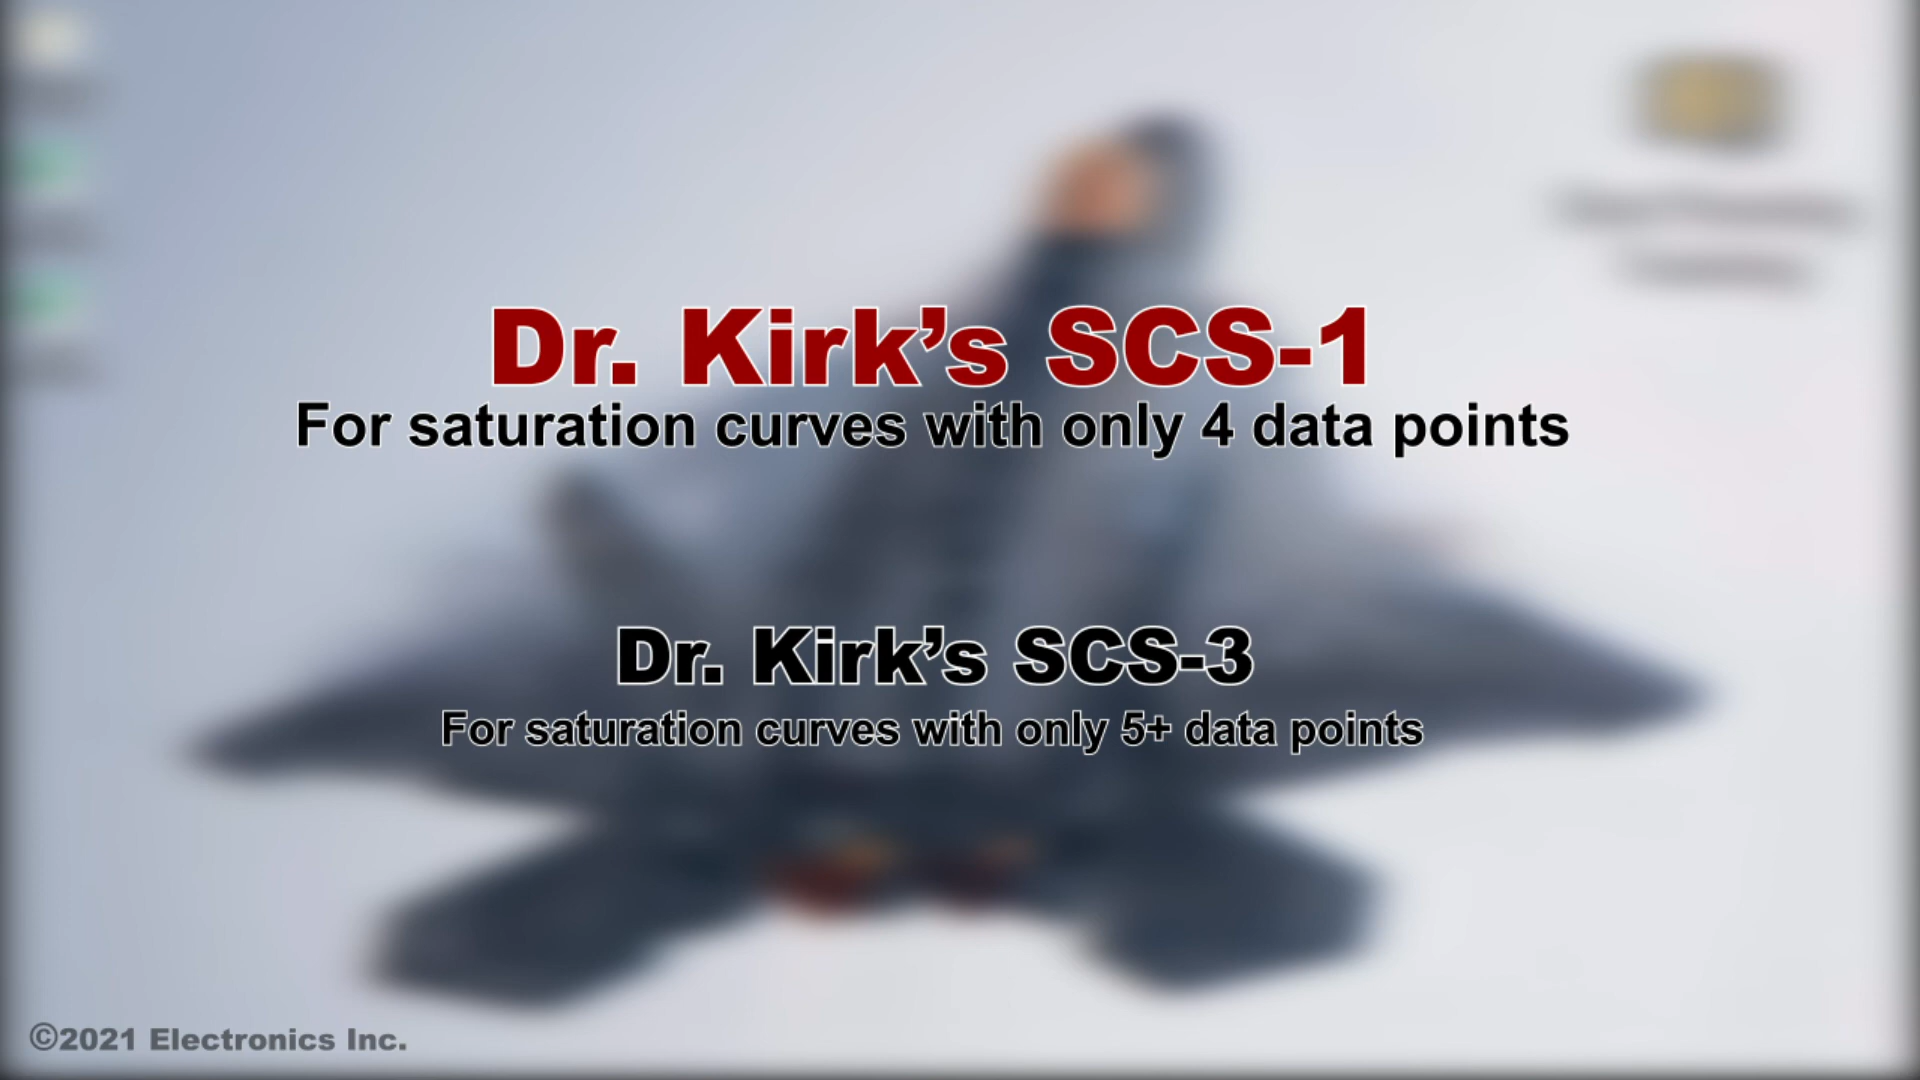 Dr. Kirk’s SCS-1
For saturation curves with only 4 data points
Dr. Kirk’s SCS-3
For saturation curves with only 5+ data points
©2021 Electronics Inc.